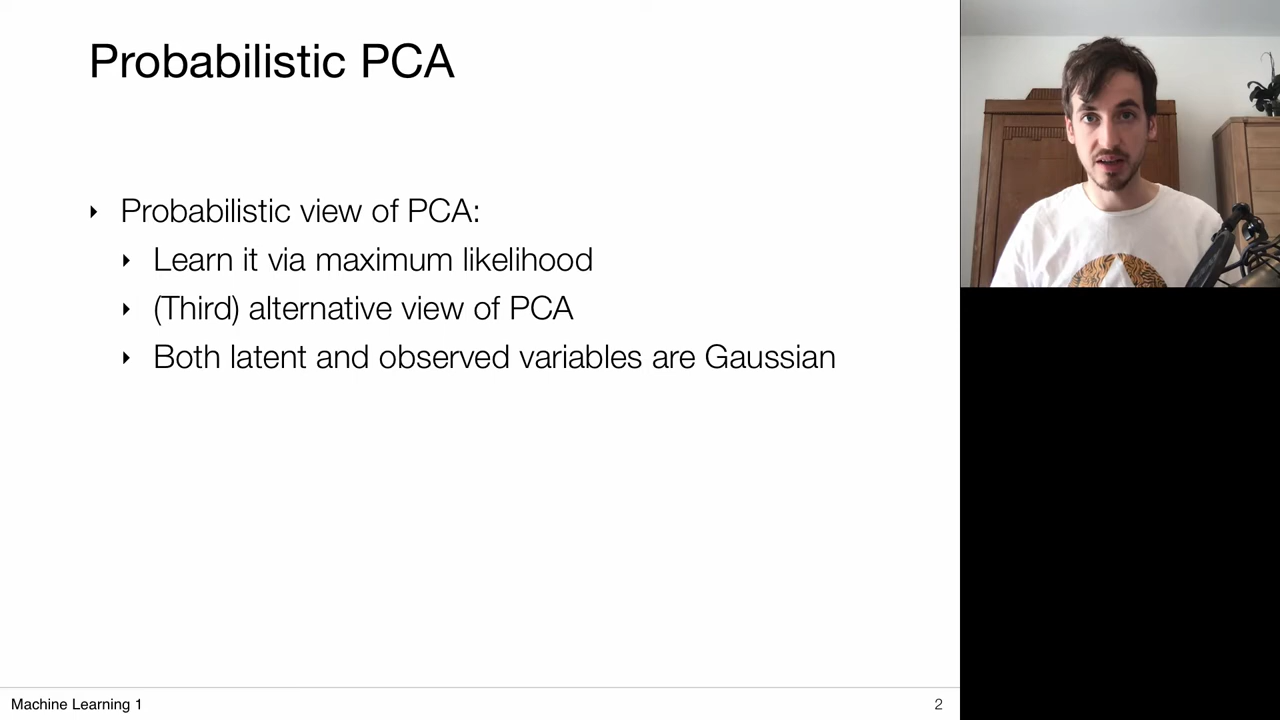 Probabilistic PCA
Probabilistic view of PCA:
Learn it via maximum likelihood
(Third) alternative view of PCA
Both latent and observed variables are Gaussian
Machine Learning 1
2